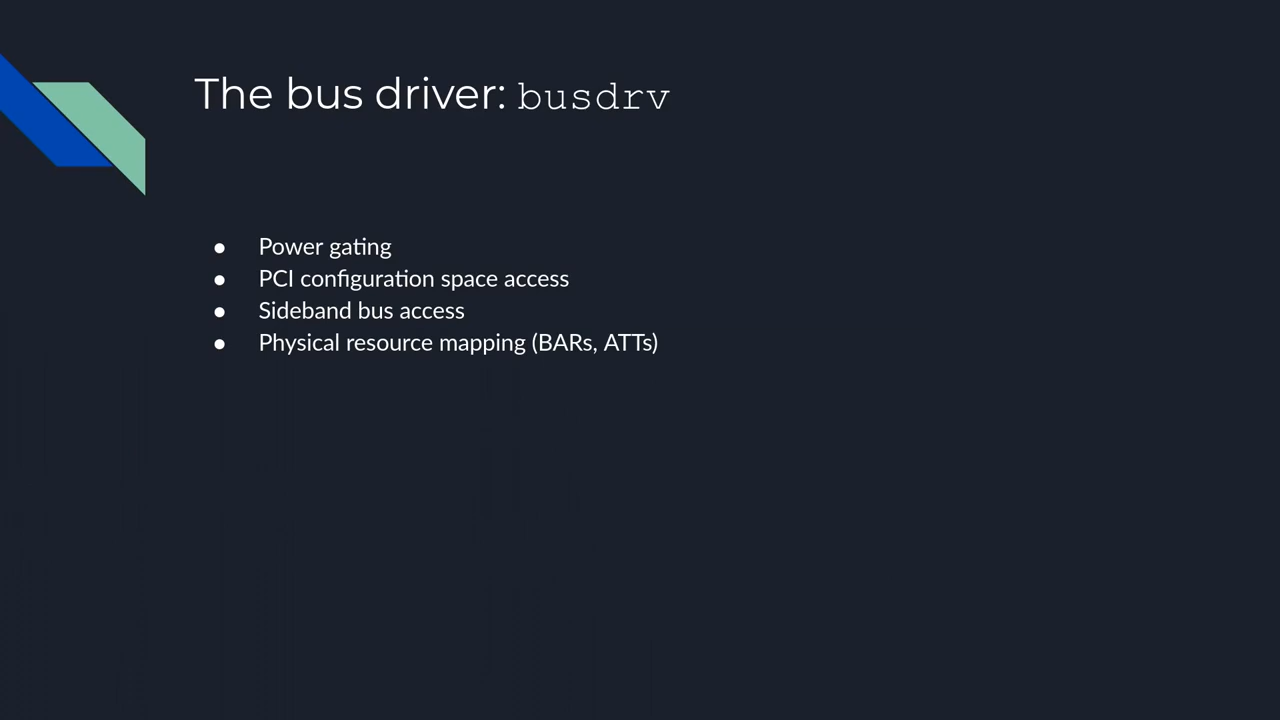 The bus driver: busdrv
● Power gating
● PCI configuration space access
● Sideband bus access
● Physical resource mapping (BARs, ATTs)